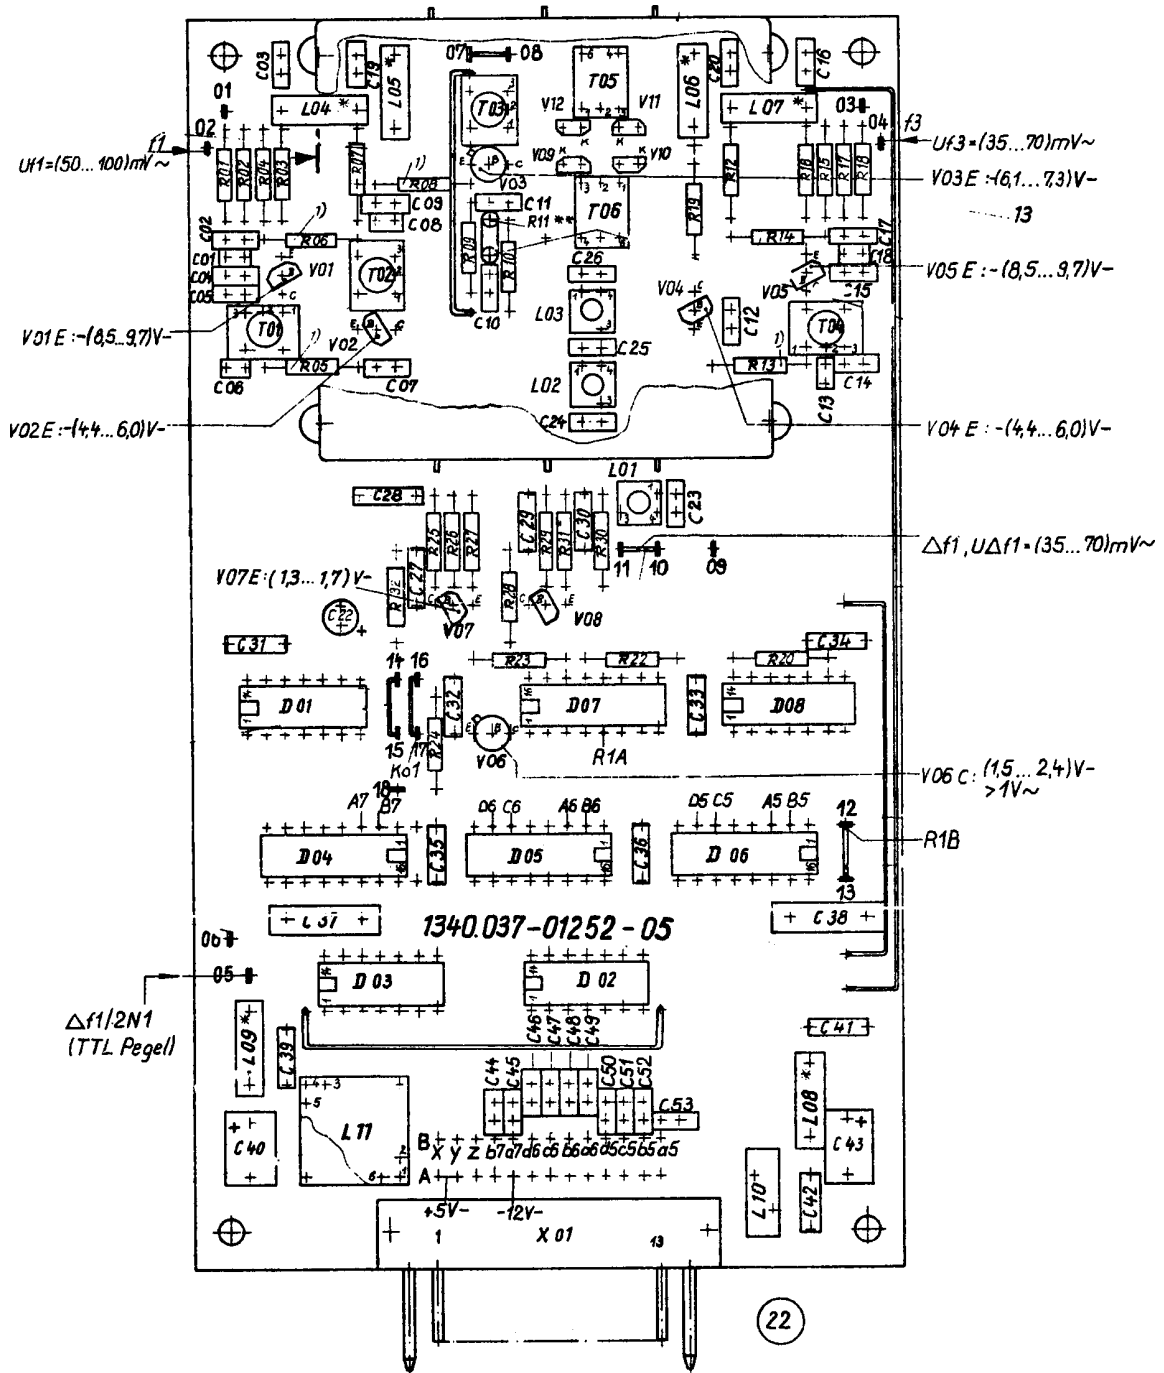 07 08
C03
C19
L05 *
T03
T05
V12 V11
L06 *
C20
C16
01
L04 *
L07 *
03
02
04
f1
f3
Uf1=(50...100)mV~
Uf3=(35...70)mV~
R01
R02
R04
R03
R07
1)
R08
V03
V09
V10
R12
R16
R15
R17
R18
V03 E:-(6,1...7,3)V-
13
C09
C08
C11
R11 **
T06
R19
C02
1)
R06
R09
R10
R14
C17
C01
C04
C05
V01
T02
C26
V04
V05
C18
C15
V05 E:-(8,5...9,7)V-
C10
L03
C12
T01
V02
T04
V01 E:-(8,5...9,7)V-
C25
1)
R05
1)
R13
C06
C07
L02
C13
C14
V02 E:-(4,4...6,0)V-
C24
V04 E:-(4,4...6,0)V-
L01
C28
C23
R25
R26
R27
C29
R29
R31
C30
R30
Δf1, UΔf1=(35...70)mV~
11 10 09
V07E:(1,3...1,7)V-
R32
C27
R28
C22
V07
V08
C31
C34
R23
R22
R20
14 16
D01
C32
D07
C33
D08
15 17
Ko1
R24
V06
R1A
V06 C: (1,5...2,4)V-
>1V~
18
A7 B7
D6 C6 A6 B6
D5 C5 A5 B5
12
D04
C35
D05
C36
D 06
R1B
13
C38
1340.037-01252-05
06
05
D 03
D 02
Δf1/2N1
(TTL Pegel)
L09 *
C39
C46
C47
C48
C49
C41
C44
C45
C50
C51
C52
C53
L08 *
C40
L11
C43
B
x y z b7 a7 d6 c6 b6 a6 d5 c5 b5 a5
A
L10
C42
+5V- -12V-
1 X 01 13
22